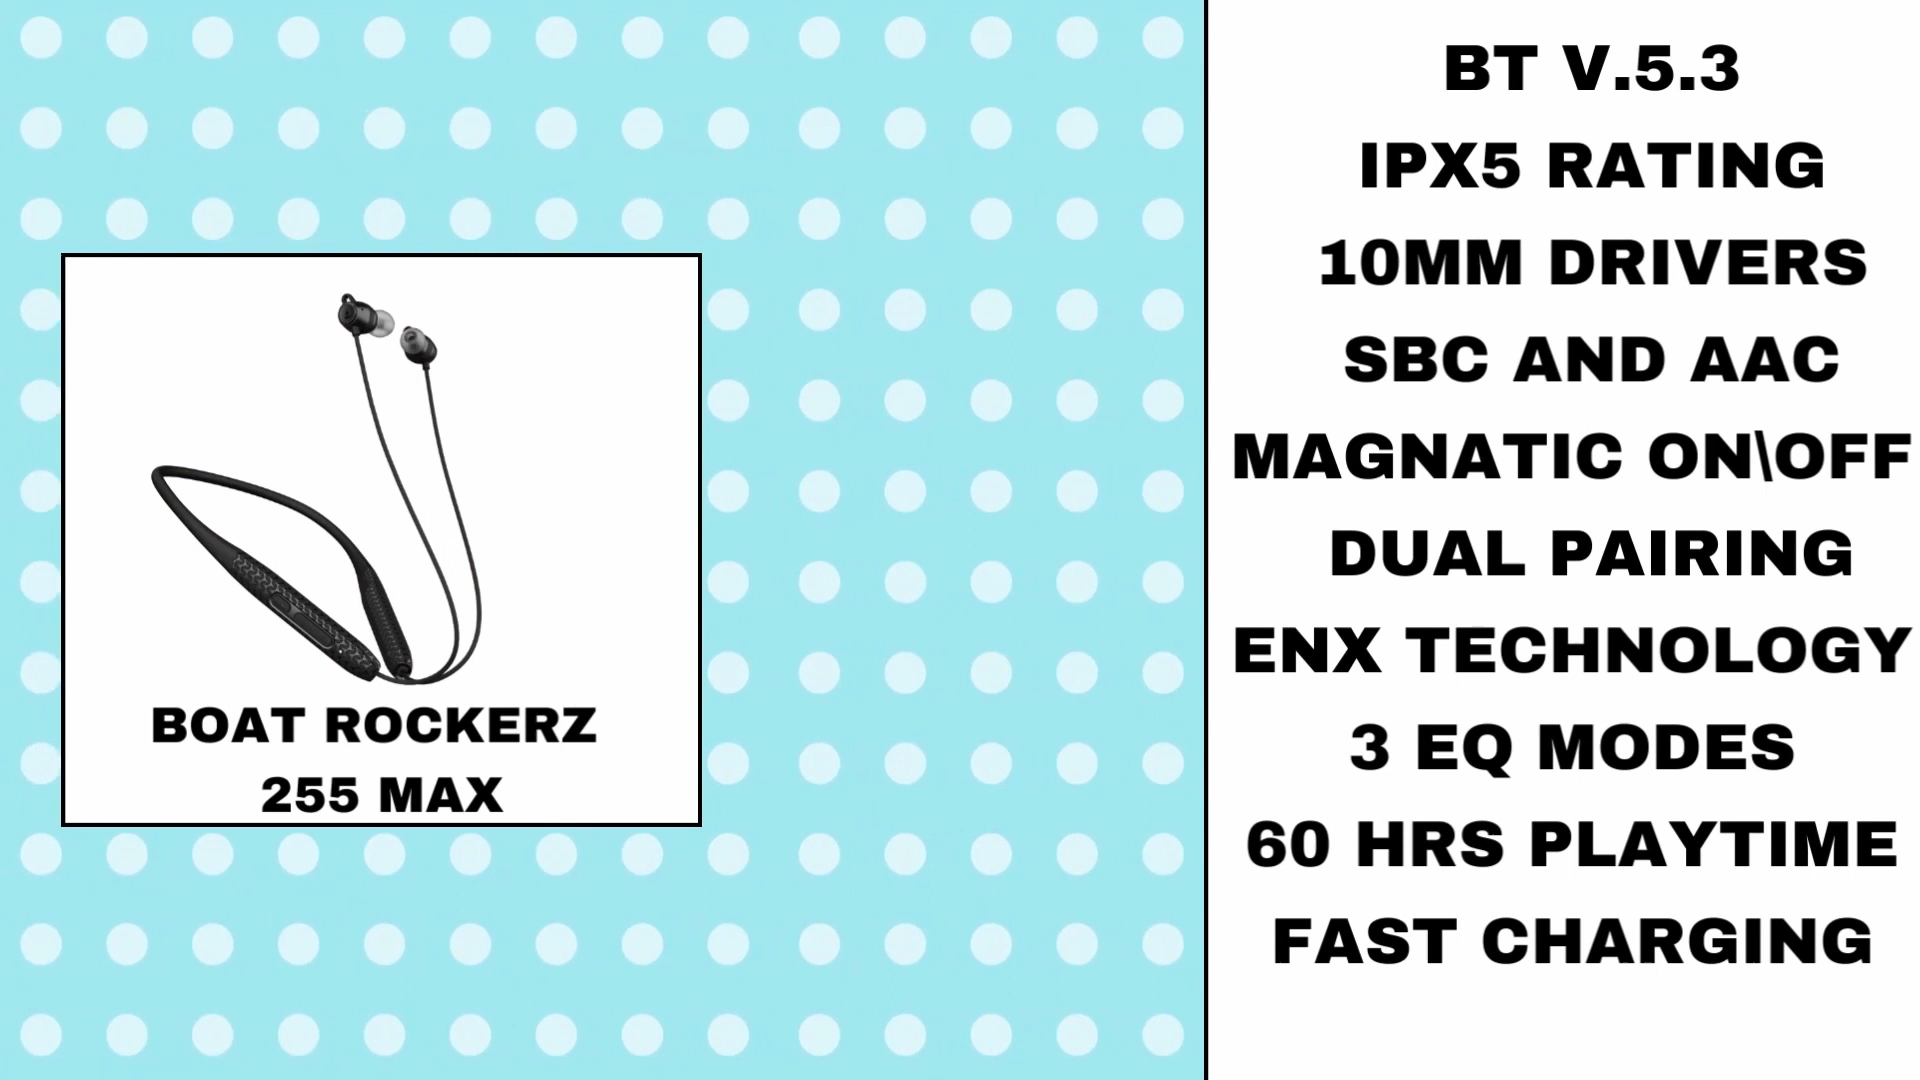 BOAT ROCKERZ
255 MAX
BT V.5.3
IPX5 RATING
10MM DRIVERS
SBC AND AAC
MAGNATIC ON\OFF
DUAL PAIRING
ENX TECHNOLOGY
3 EQ MODES
60 HRS PLAYTIME
FAST CHARGING